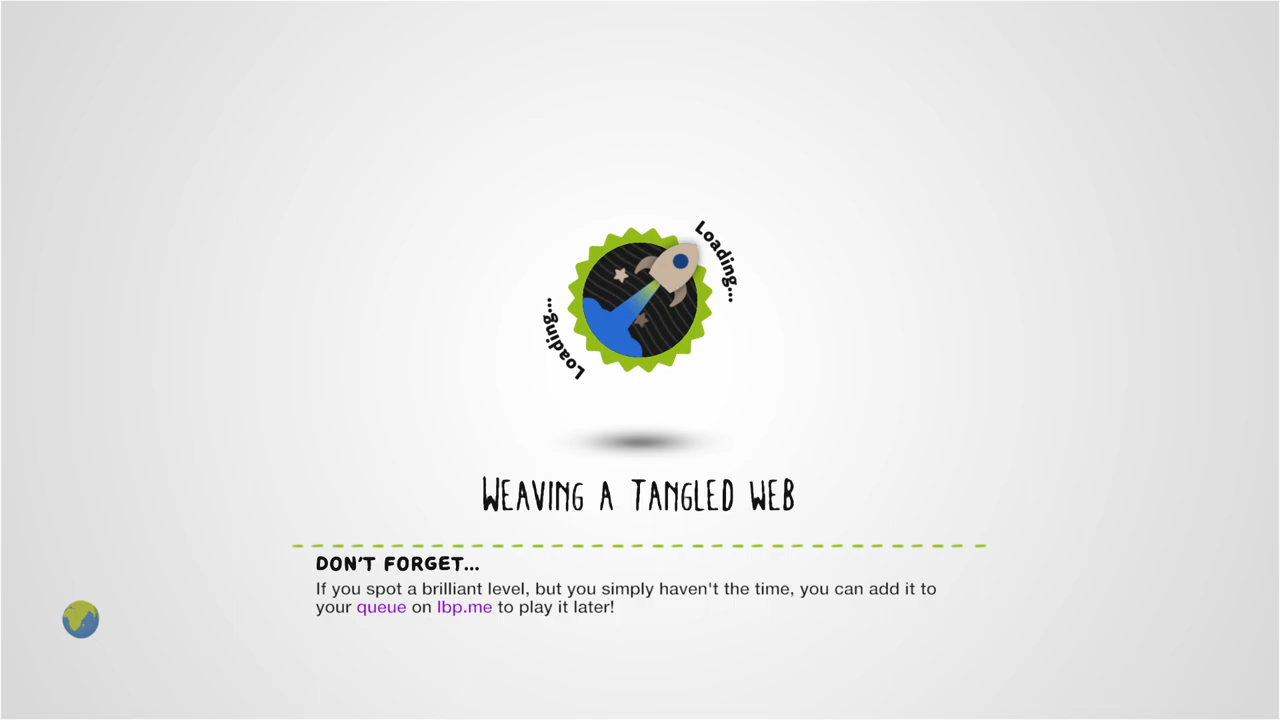 Loading...
Loading...
WEAVING A TANGLED WEB
DON'T FORGET...
If you spot a brilliant level, but you simply haven't the time, you can add it to
your queue on lbp.me to play it later!